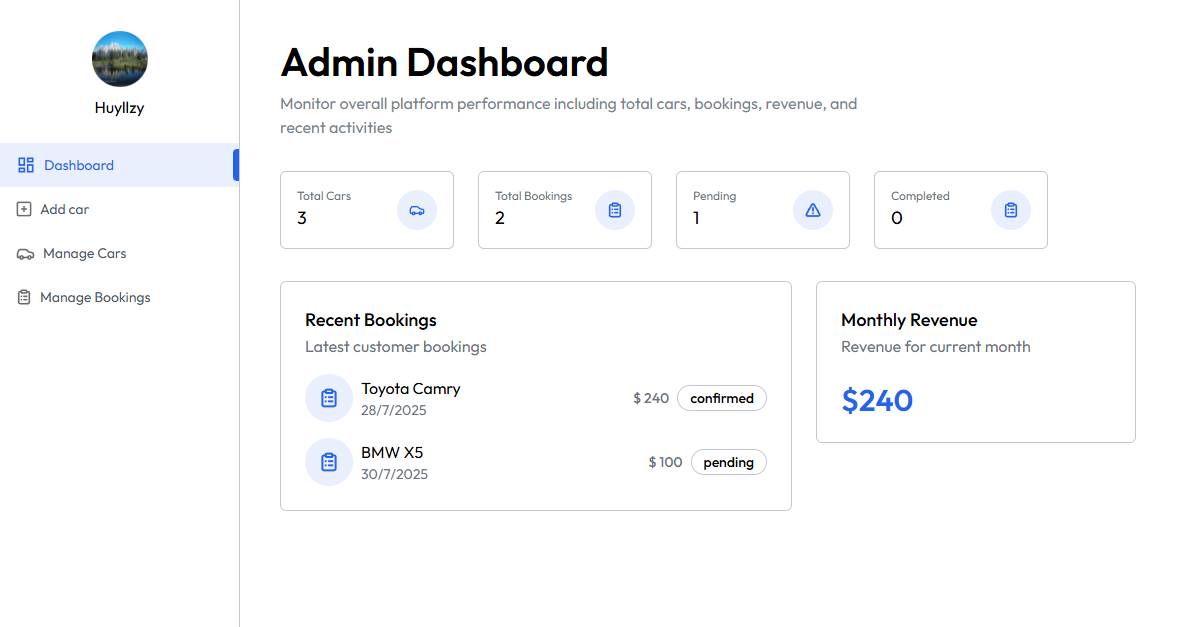 Huyllzy
Dashboard
Add car
Manage Cars
Manage Bookings
Admin Dashboard
Monitor overall platform performance including total cars, bookings, revenue, and
recent activities
Total Cars
3
Total Bookings
2
Pending
1
Completed
0
Recent Bookings
Latest customer bookings
Toyota Camry
28/7/2025
$ 240 confirmed
BMW X5
30/7/2025
$ 100 pending
Monthly Revenue
Revenue for current month
$240